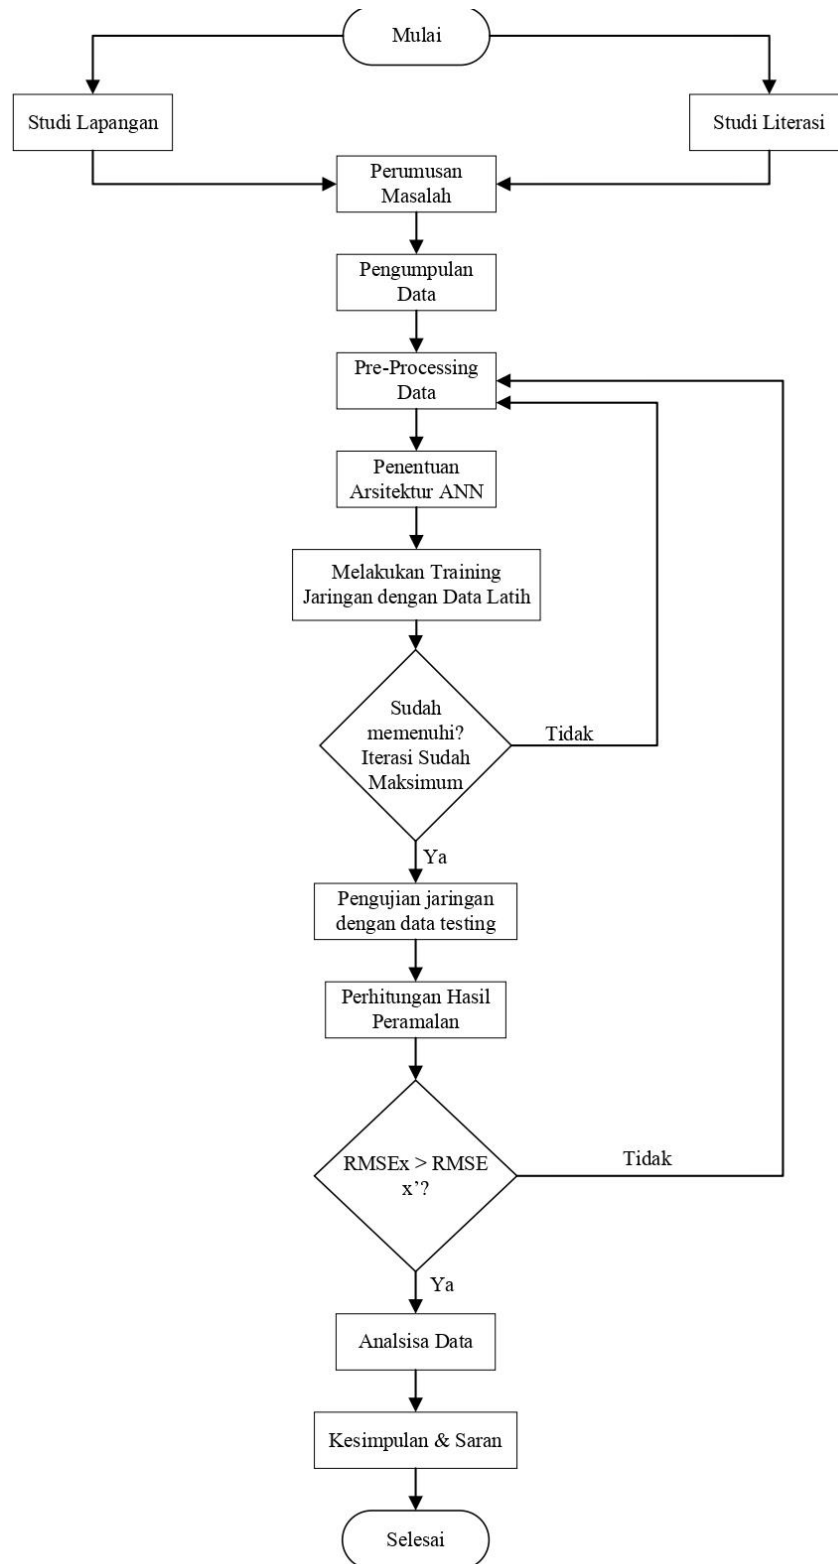 Mulai
Studi Lapangan
Studi Literasi
Perumusan
Masalah
Pengumpulan
Data
Pre-Processing
Data
Penentuan
Arsitektur ANN
Melakukan Training
Jaringan dengan Data Latih
Sudah
memenuhi?
Iterasi Sudah
Maksimum
Tidak
Ya
Pengujian jaringan
dengan data testing
Perhitungan Hasil
Peramalan
RMSEx > RMSE
x’?
Tidak
Ya
Analsisa Data
Kesimpulan & Saran
Selesai